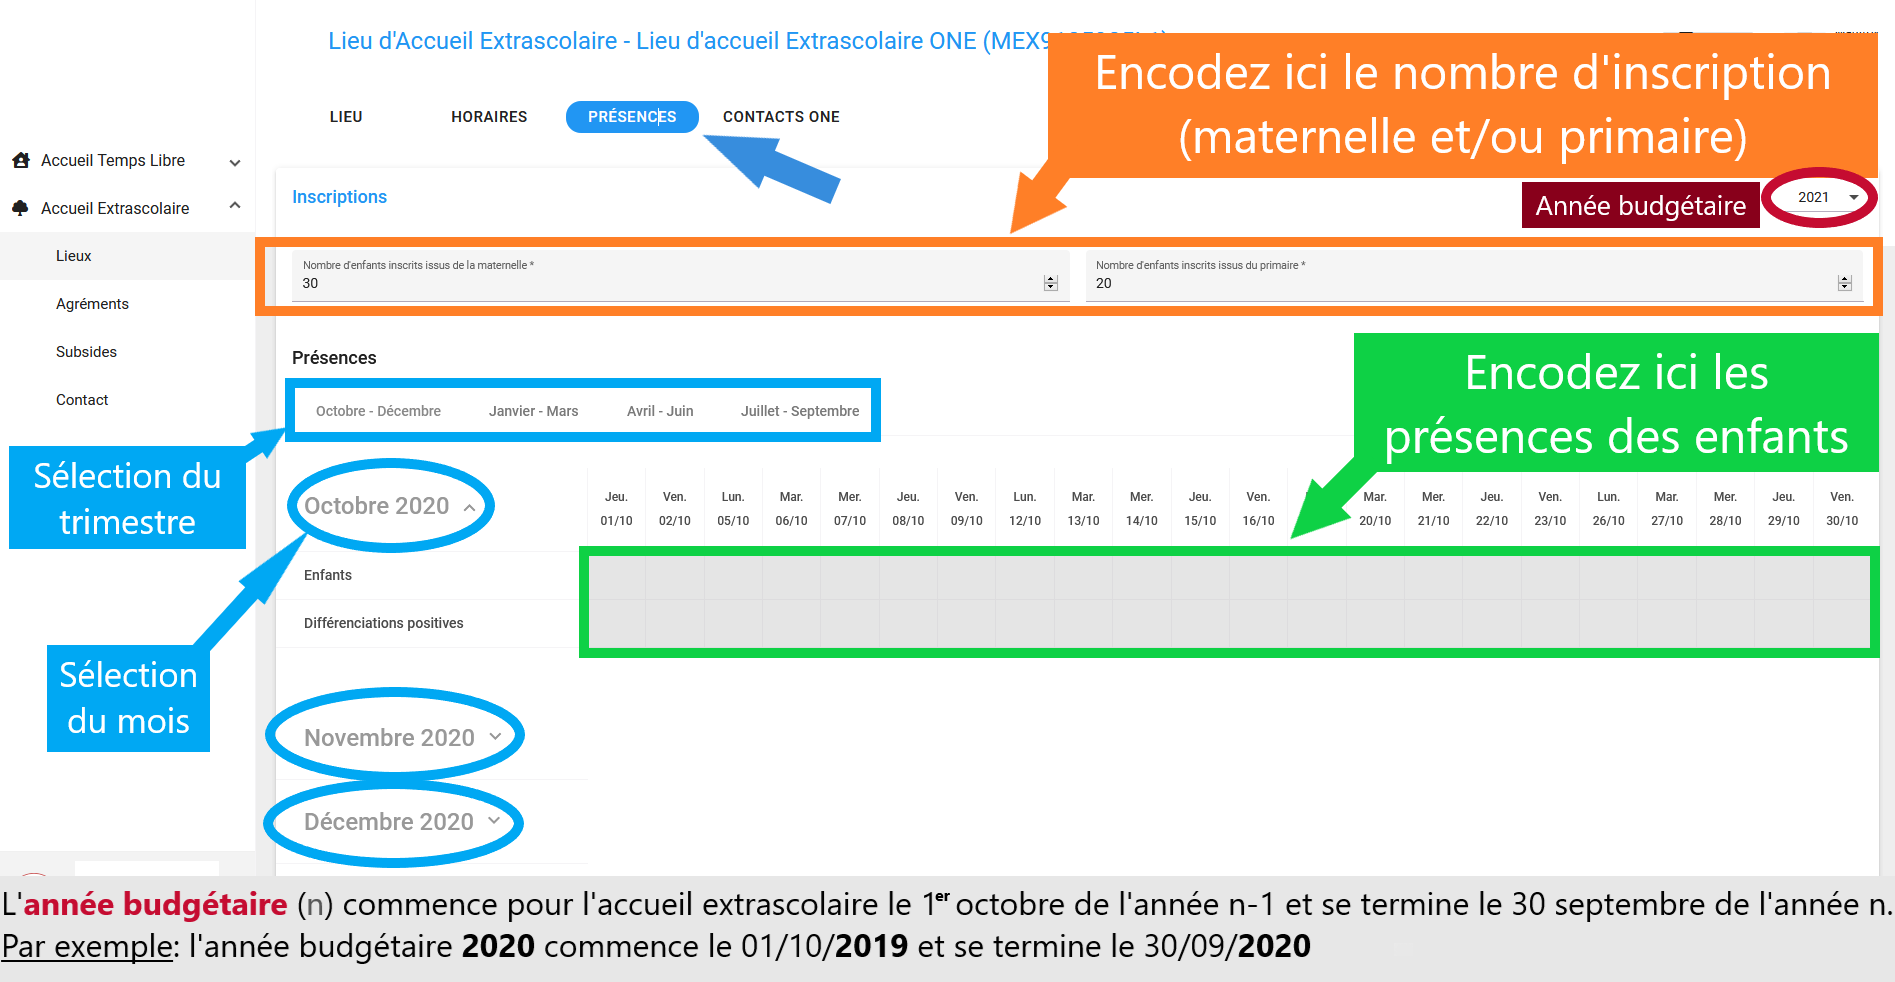 Lieu d'Accueil Extrascolaire - Lieu d'accueil Extrascolaire ONE
Encodez ici le nombre d'inscription
(maternelle et/ou primaire)
LIEU HORAIRES PRÉSENCES CONTACTS ONE
Accueil Temps Libre
Accueil Extrascolaire
Lieux
Agréments
Subsides
Contact
Inscriptions
Année budgétaire
2021
Nombre d'enfants inscrits issus de la maternelle *
30
Nombre d'enfants inscrits issus du primaire *
20
Présences
Encodez ici les
présences des enfants
Octobre - Décembre Janvier - Mars Avril - Juin Juillet - Septembre
Sélection du
trimestre
Octobre 2020
Jeu. Ven. Lun. Mar. Mer. Jeu. Ven. Lun. Mar. Mer. Jeu. Ven. Mar. Mer. Jeu. Ven. Lun. Mar. Mer. Jeu. Ven.
01/10 02/10 05/10 06/10 07/10 08/10 09/10 12/10 13/10 14/10 15/10 16/10 20/10 21/10 22/10 23/10 26/10 27/10 28/10 29/10 30/10
Enfants
Différenciations positives
Sélection
du mois
Novembre 2020
Décembre 2020
L'année budgétaire (n) commence pour l'accueil extrascolaire le 1er octobre de l'année n-1 et se termine le 30 septembre de l'année n.
Par exemple: l'année budgétaire 2020 commence le 01/10/2019 et se termine le 30/09/2020